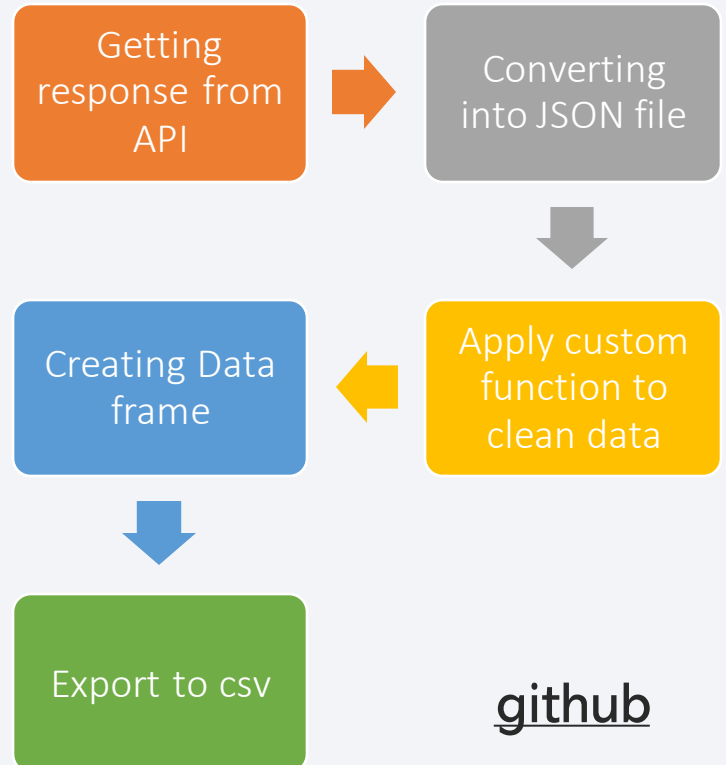 Getting
response from
API
Converting
into JSON file
Apply custom
function to
clean data
Creating Data
frame
Export to csv
github